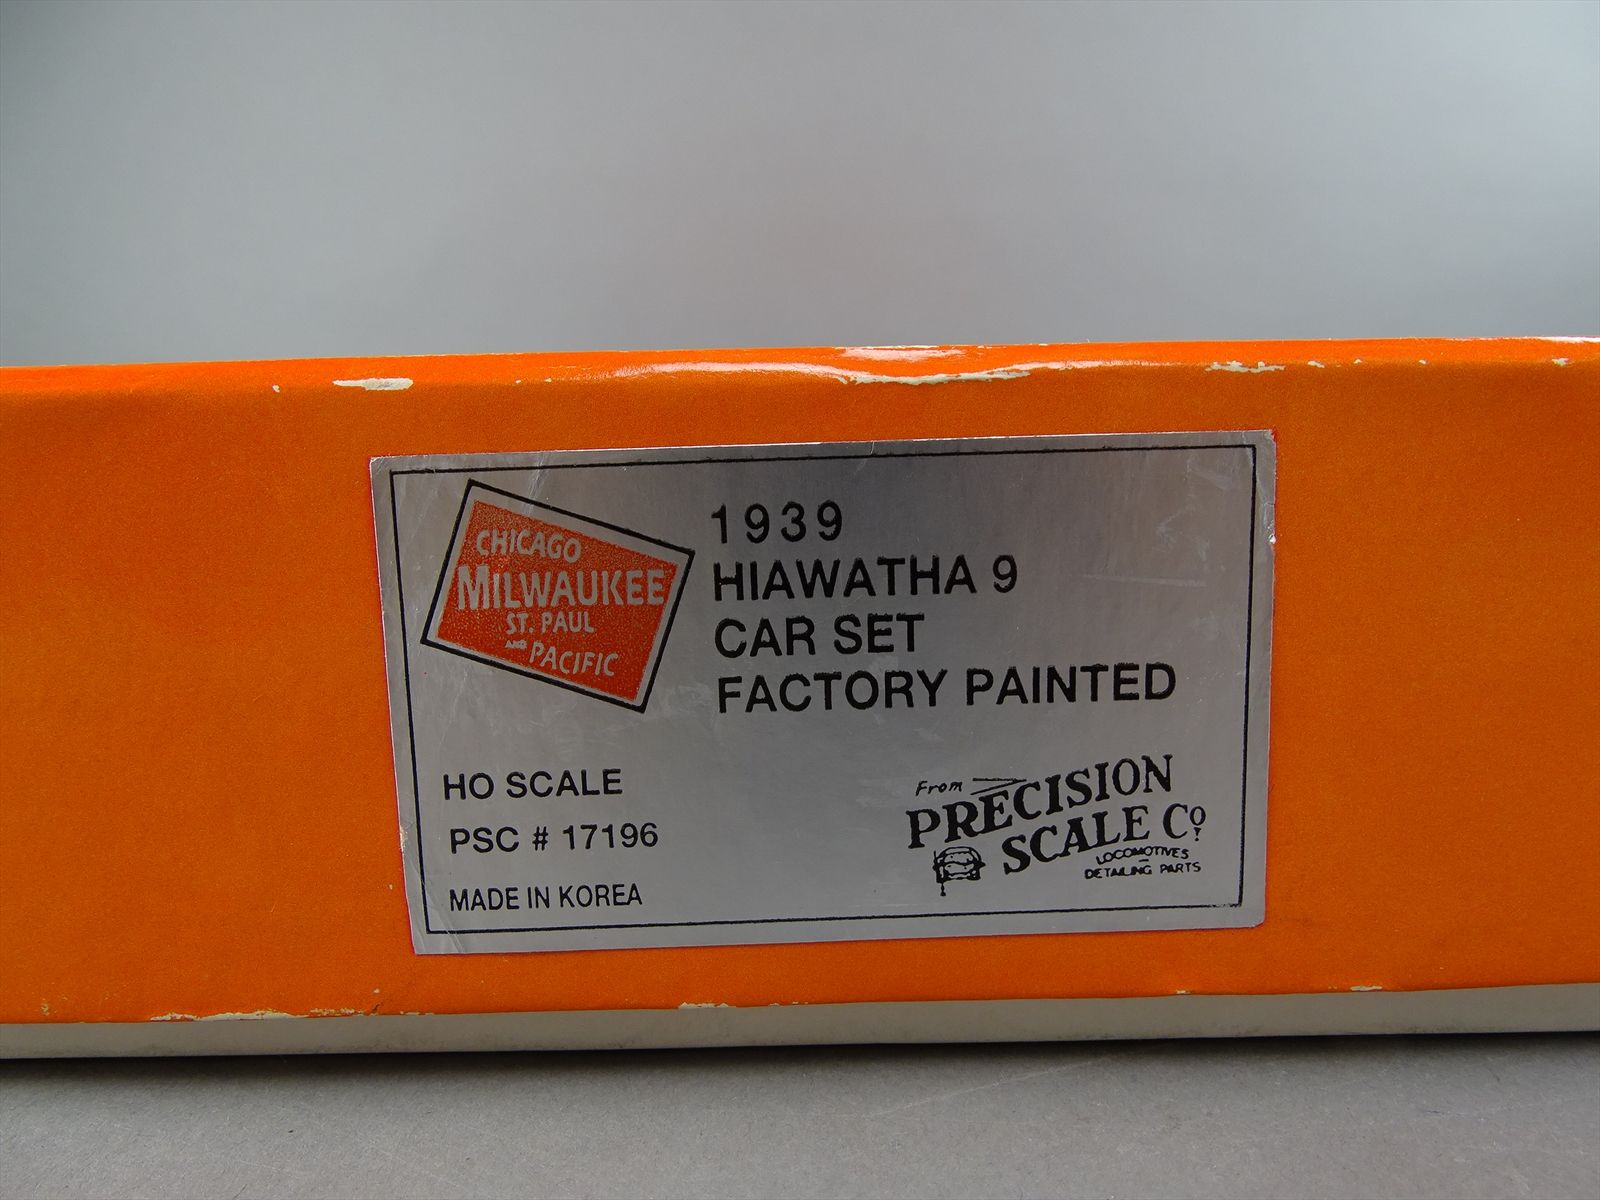 CHICAGO
MILWAUKEE
ST. PAUL
AND PACIFIC
1939
HIAWATHA 9
CAR SET
FACTORY PAINTED
HO SCALE
PSC # 17196
MADE IN KOREA
From
PRECISION
SCALE Co.
LOCOMOTIVES
DETAILING PARTS